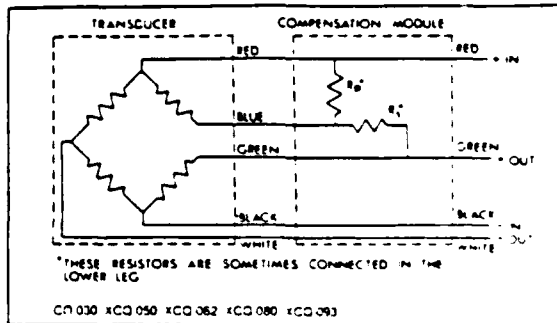 TRANSDUCER COMPENSATION MODULE
RED RED + IN
BLUE
GREEN GREEN + OUT
BLACK BLACK IN
WHITE WHITE OUT
*THESE RESISTORS ARE SOMETIMES CONNECTED IN THE
LOWER LEG
CQ 030 XCQ 050 XCQ 062 XCQ 080 XCQ 093